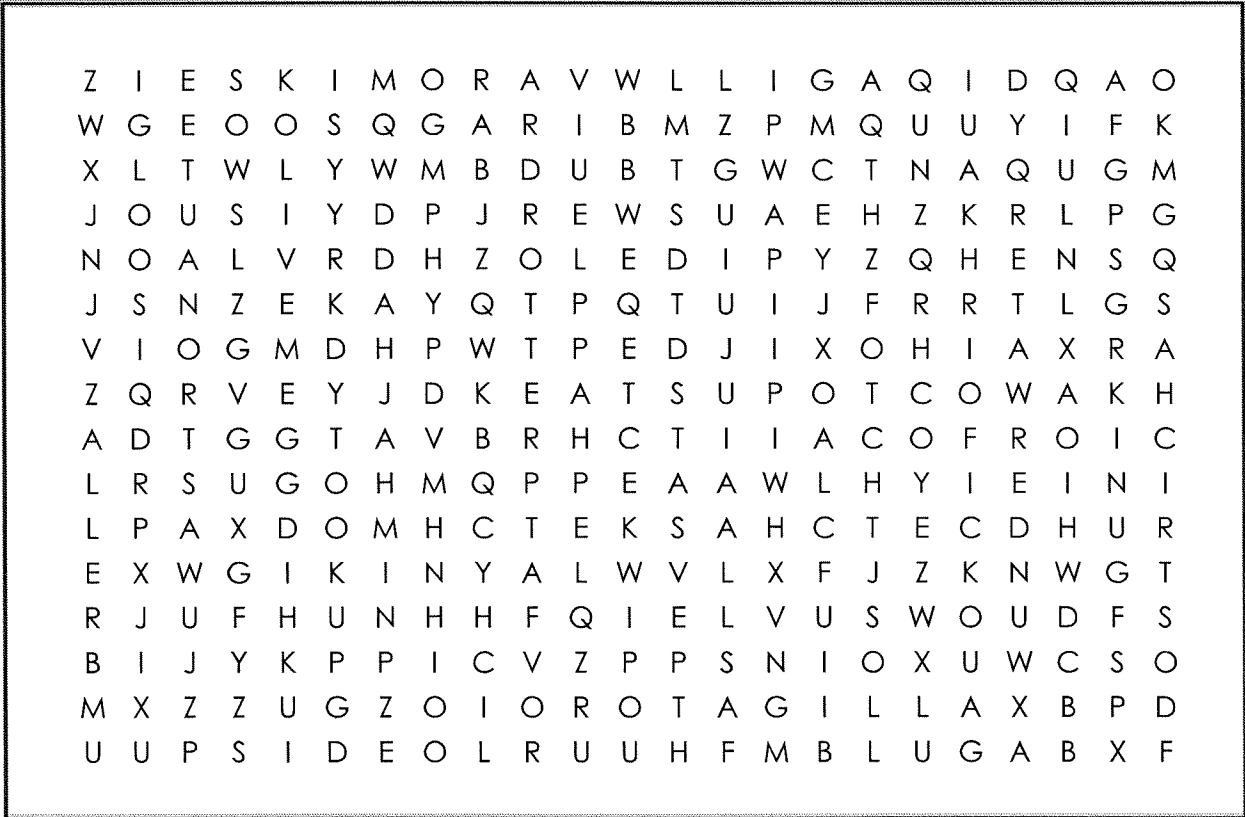 Z I E S K I M O R A V W L L I G A Q I D Q A O
W G E O O S Q G A R I B M Z P M Q U U Y I F K
X L T W L Y W M B D U B T G W C T N A Q U G M
J O U S I Y D P J R E W S U A E H Z K R L P G
N O A L V R D H Z O L E D I P Y Z Q H E N S Q
J S N Z E K A Y Q T P Q T U I J F R R T L G S
V I O G M D H P W T P E D J I X O H I A X R A
Z Q R V E Y J D K E A T S U P O T C O W A K H
A D T G G T A V B R H C T I I A C O F R O I C
L R S U G O H M Q P P E A A W L H Y I E I N I
L P A X D O M H C T E K S A H C T E C D H U R
E X W G I K I N Y A L W V L X F J Z K N W G T
R J U F H U N H H F Q I E L V U S W O U D F S
B I J Y K P P I C V Z P P S N I O X U W C S O
M X Z Z U G Z O I O R O T A G I L L A X B P D
U U P S I D E O L R U U H F M B L U G A B X F